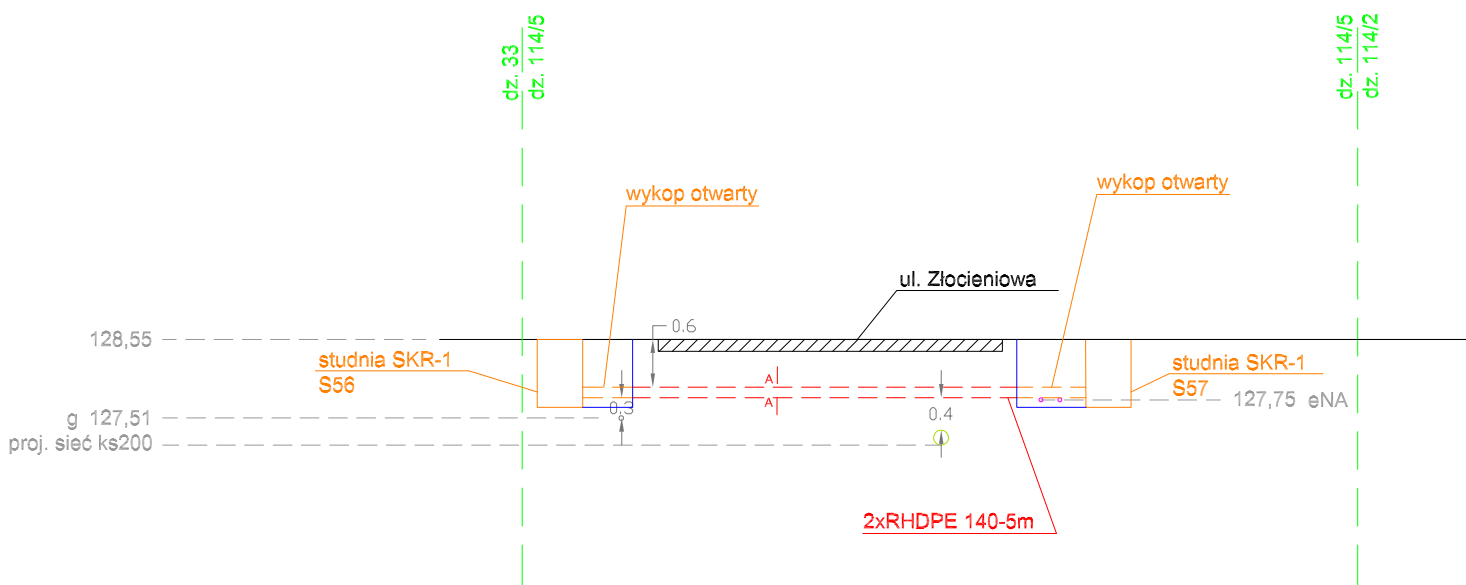 dz. 33
dz. 114/5
dz. 114/5
dz. 114/2
wykop otwarty
wykop otwarty
ul. Złocieniowa
128,55
0.6
studnia SKR-1
S56
studnia SKR-1
S57
A
A
0.3
0.4
127,75 eNA
g 127,51
proj. sieć ks200
2xRHDPE 140-5m